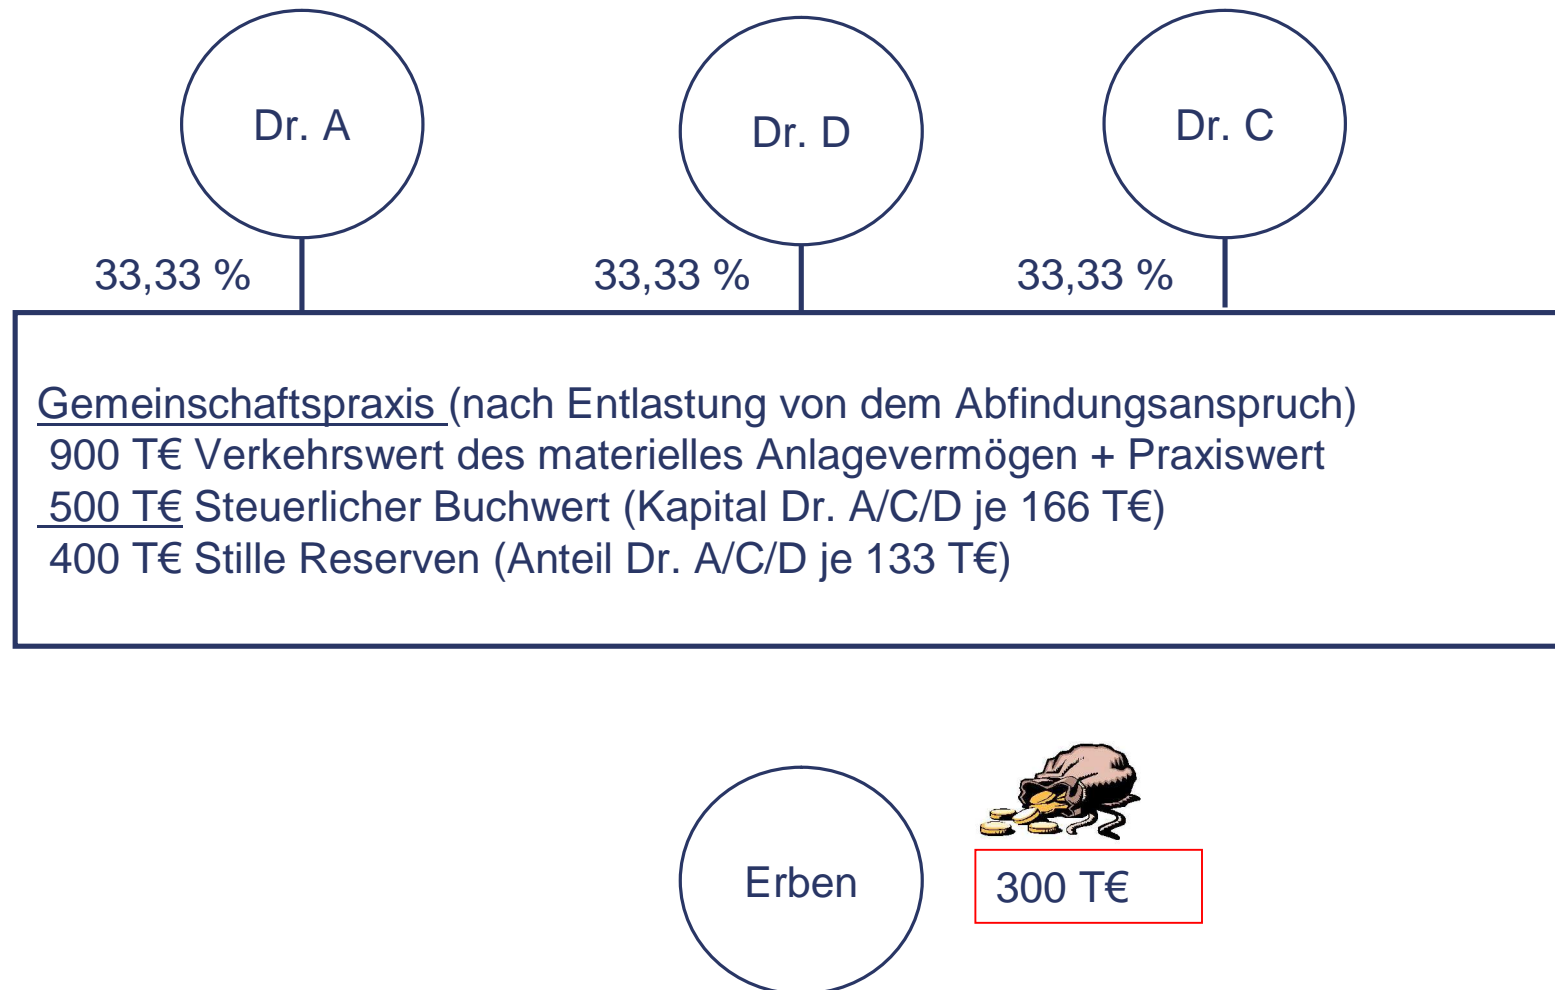 Dr. A
Dr. D
Dr. C
33,33 %
33,33 %
33,33 %
Gemeinschaftspraxis (nach Entlastung von dem Abfindungsanspruch)
900 T€ Verkehrswert des materielles Anlagevermögen + Praxiswert
500 T€ Steuerlicher Buchwert (Kapital Dr. A/C/D je 166 T€)
400 T€ Stille Reserven (Anteil Dr. A/C/D je 133 T€)
Erben
300 T€